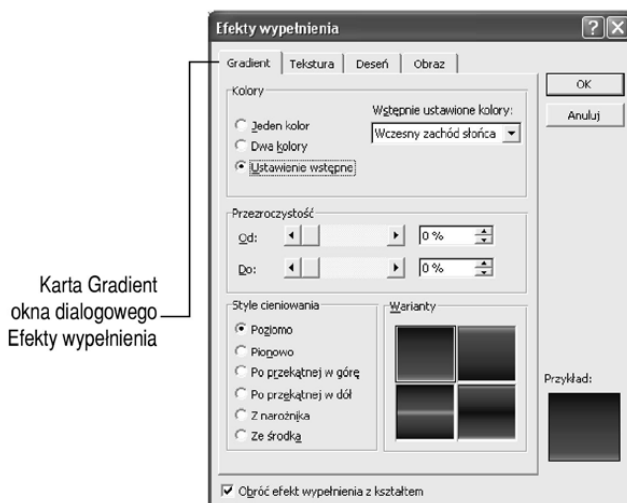 Efekty wypełnienia
Gradient Tekstura Deseń Obraz
OK
Anuluj
Kolory
Wstępnie ustawione kolory:
Jeden kolor
Wczesny zachód słońca
Dwa kolory
Ustawienie wstępne
Przezroczystość
Od: 0 %
Do: 0 %
Karta Gradient
okna dialogowego
Efekty wypełnienia
Style cieniowania
Poziomo
Pionowo
Po przekątnej w górę
Po przekątnej w dół
Z narożnika
Ze środka
Warianty
Przykład:
Obróć efekt wypełnienia z kształtem